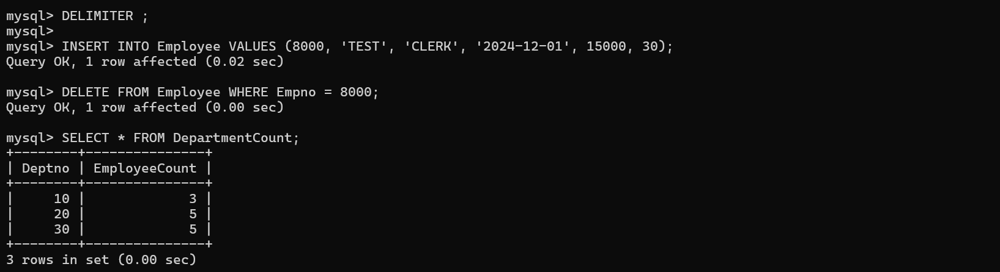 mysql> DELIMITER ;
mysql>
mysql> INSERT INTO Employee VALUES (8000, 'TEST', 'CLERK', '2024-12-01', 15000, 30);
Query OK, 1 row affected (0.02 sec)

mysql> DELETE FROM Employee WHERE Empno = 8000;
Query OK, 1 row affected (0.00 sec)

mysql> SELECT * FROM DepartmentCount;
+--------+---------------+
| Deptno | EmployeeCount |
+--------+---------------+
|     10 |             3 |
|     20 |             5 |
|     30 |             5 |
+--------+---------------+
3 rows in set (0.00 sec)